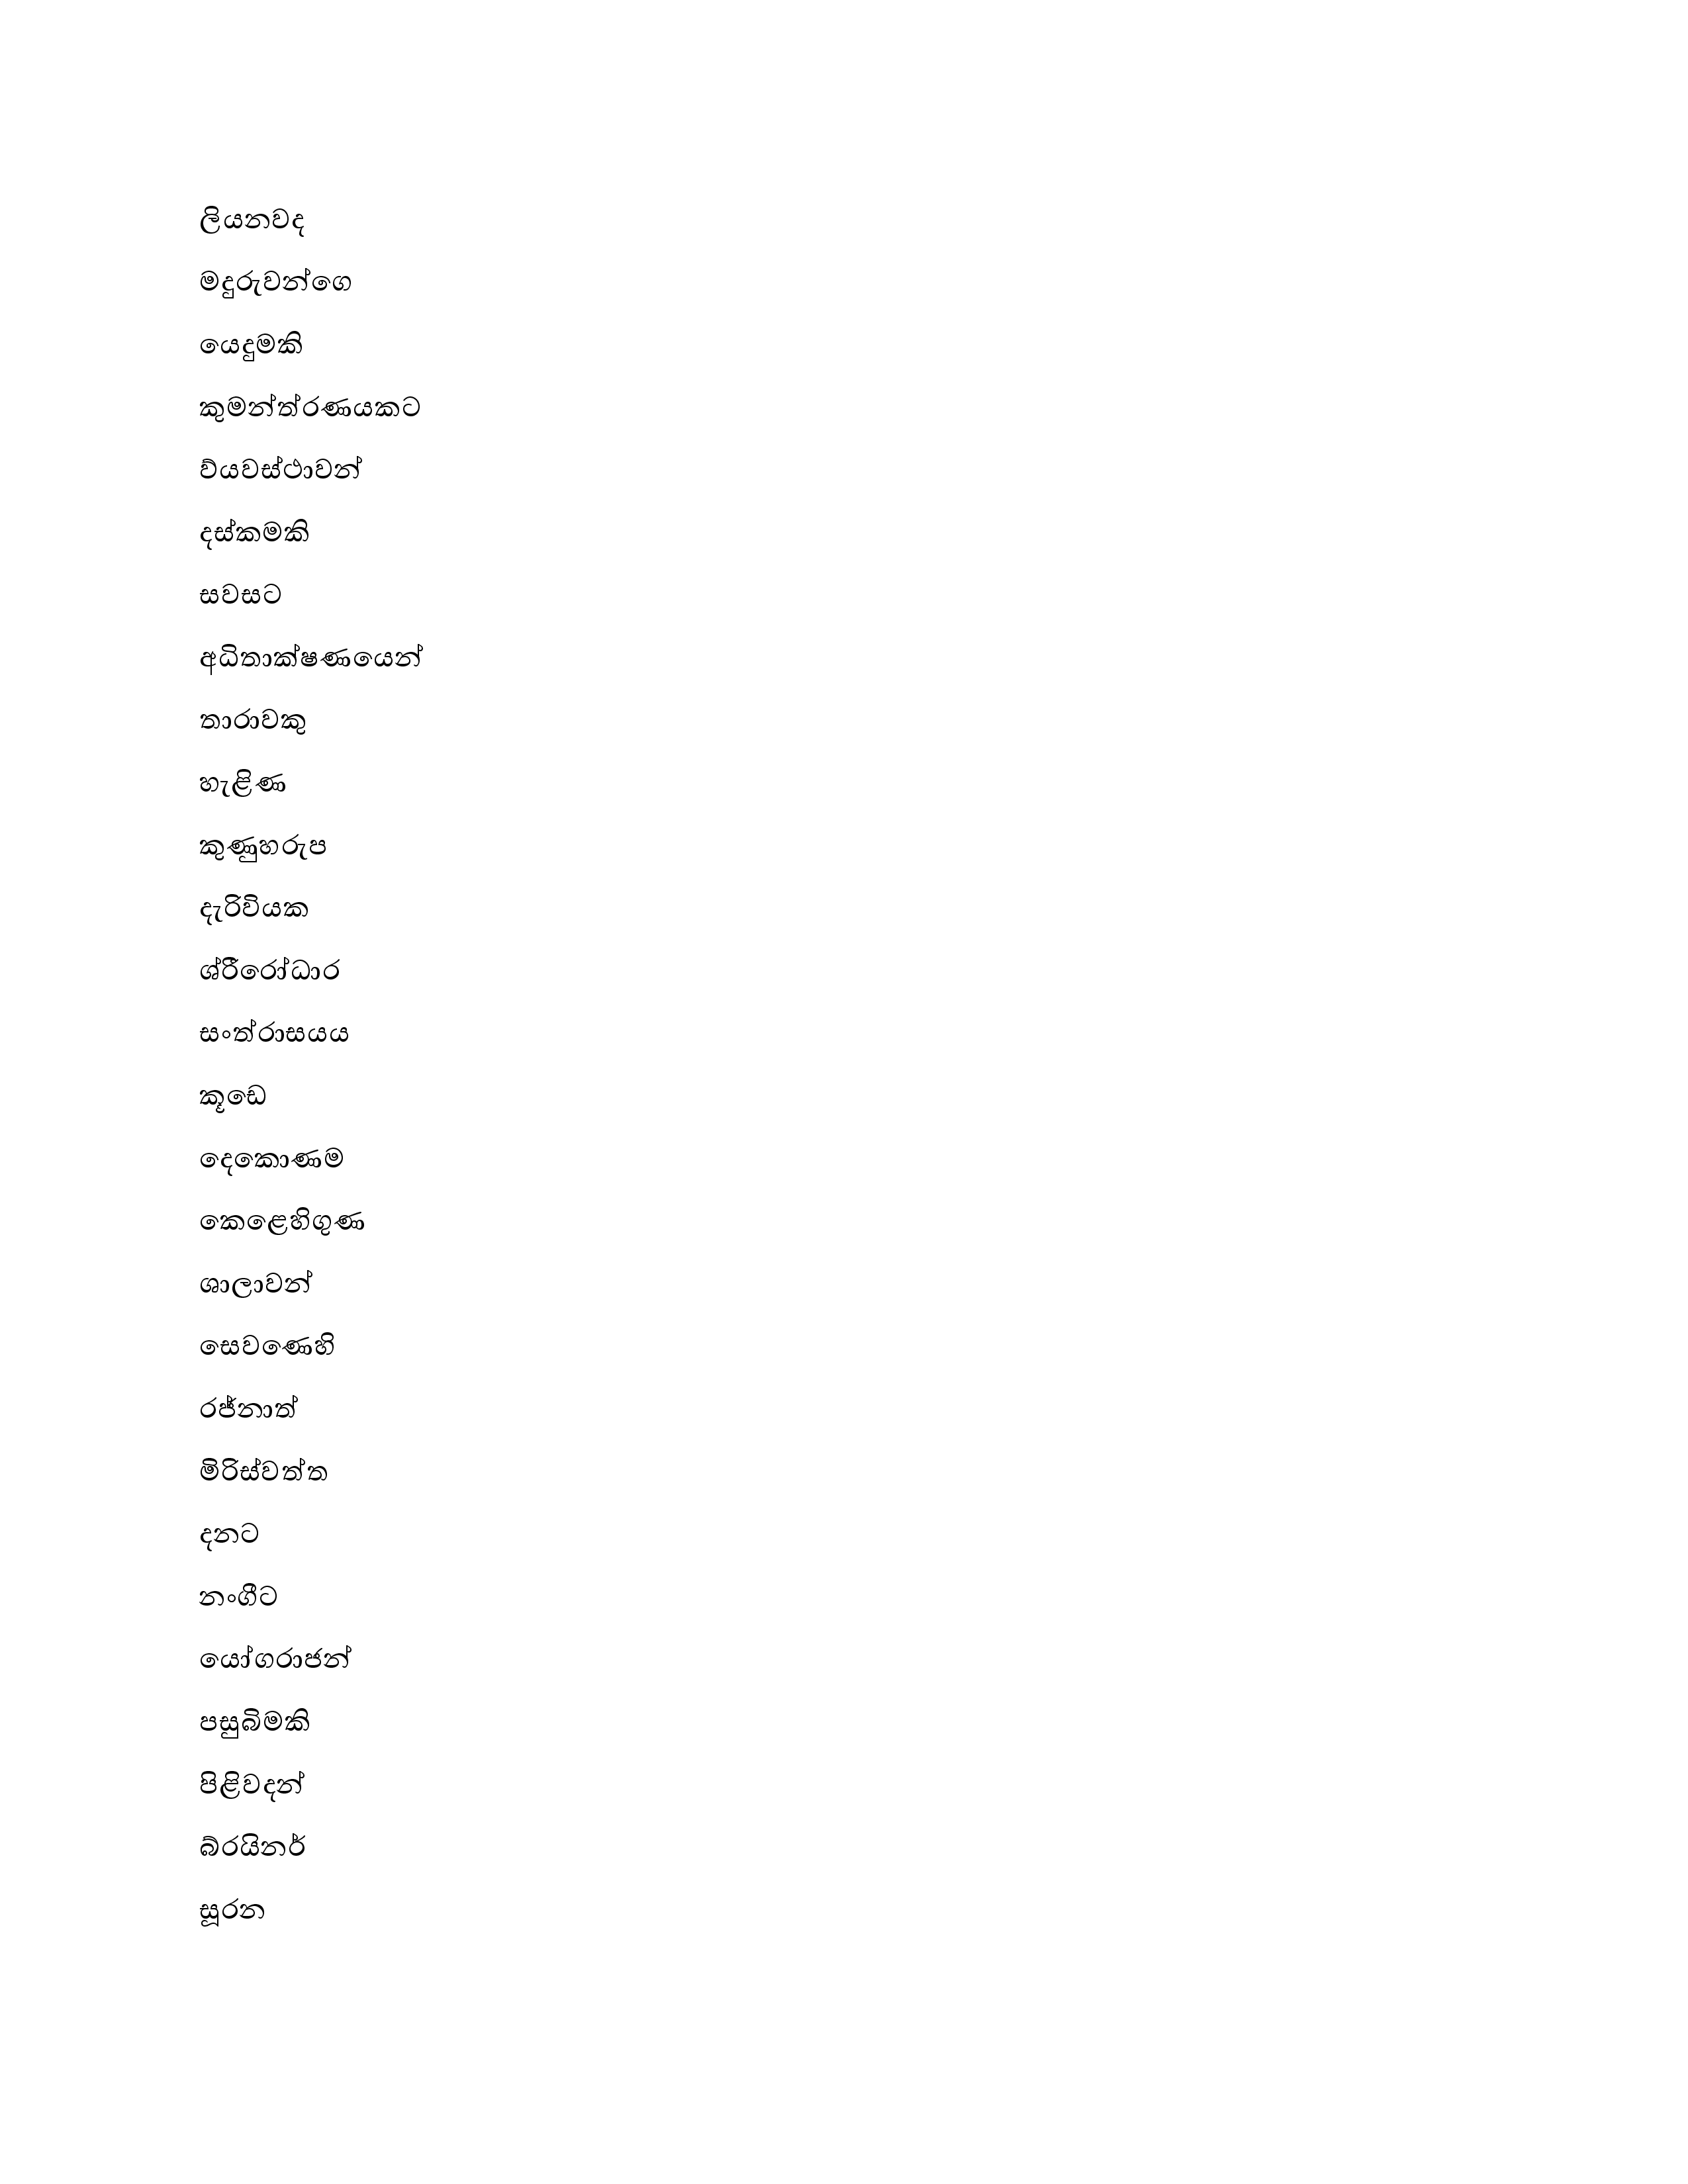 ලියනවද
මදුරුවන්ගෙ
යෙදුමකි
කුමන්ත්රණයකට
ව්යවස්ථාවන්
දස්කමකි
සවසට
අධිතාක්ෂණයෙන්
තාරාවකු
හැළිණ
කුණුහරුප
දැරිවියක
ශ්රීරෝධාර
සංත්රාසයය
කූඩෙ
දෙකොණම
කෙළෙහිගුණ
ශාලාවන්
සෙවණෙහි
රජ්නාත්
මිරිස්වත්ත
දනට
නංගීට
යෝගරාජන්
පසුබිමකි
පිළිවදන්
බ්රයිනර්
සූරන